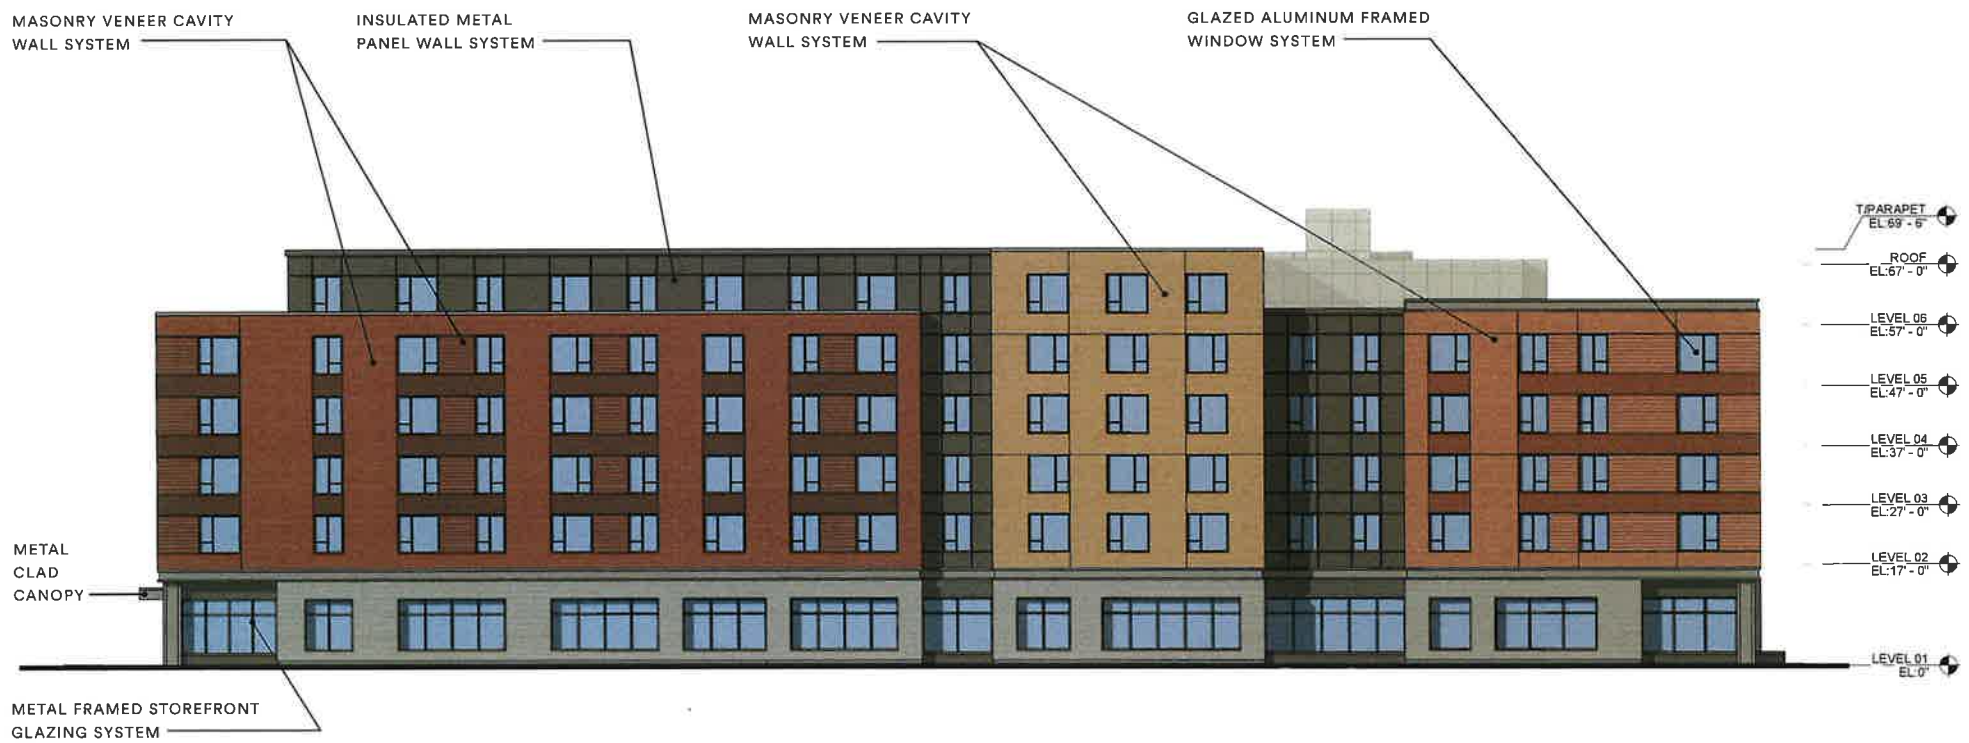 MASONRY VENEER CAVITY
WALL SYSTEM
INSULATED METAL
PANEL WALL SYSTEM
MASONRY VENEER CAVITY
WALL SYSTEM
GLAZED ALUMINUM FRAMED
WINDOW SYSTEM
T/PARAPET
EL:69' - 6"
ROOF
EL:67' - 0"
LEVEL 06
EL:57' - 0"
LEVEL 05
EL:47' - 0"
LEVEL 04
EL:37' - 0"
LEVEL 03
EL:27' - 0"
LEVEL 02
EL:17' - 0"
LEVEL 01
EL:0"
METAL
CLAD
CANOPY
METAL FRAMED STOREFRONT
GLAZING SYSTEM